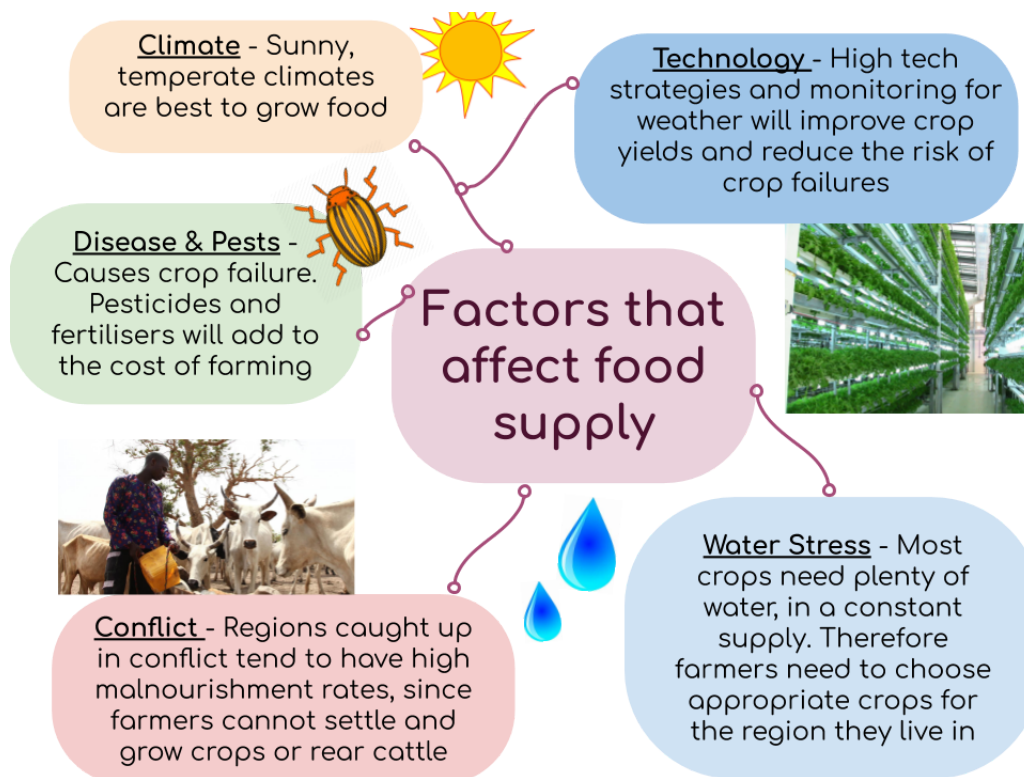 Climate - Sunny,
temperate climates
are best to grow food
Technology - High tech
strategies and monitoring for
weather will improve crop
yields and reduce the risk of
crop failures
Disease & Pests -
Causes crop failure.
Pesticides and
fertilisers will add to
the cost of farming
Factors that
affect food
supply
Conflict - Regions caught up
in conflict tend to have high
malnourishment rates, since
farmers cannot settle and
grow crops or rear cattle
Water Stress - Most
crops need plenty of
water, in a constant
supply. Therefore
farmers need to choose
appropriate crops for
the region they live in